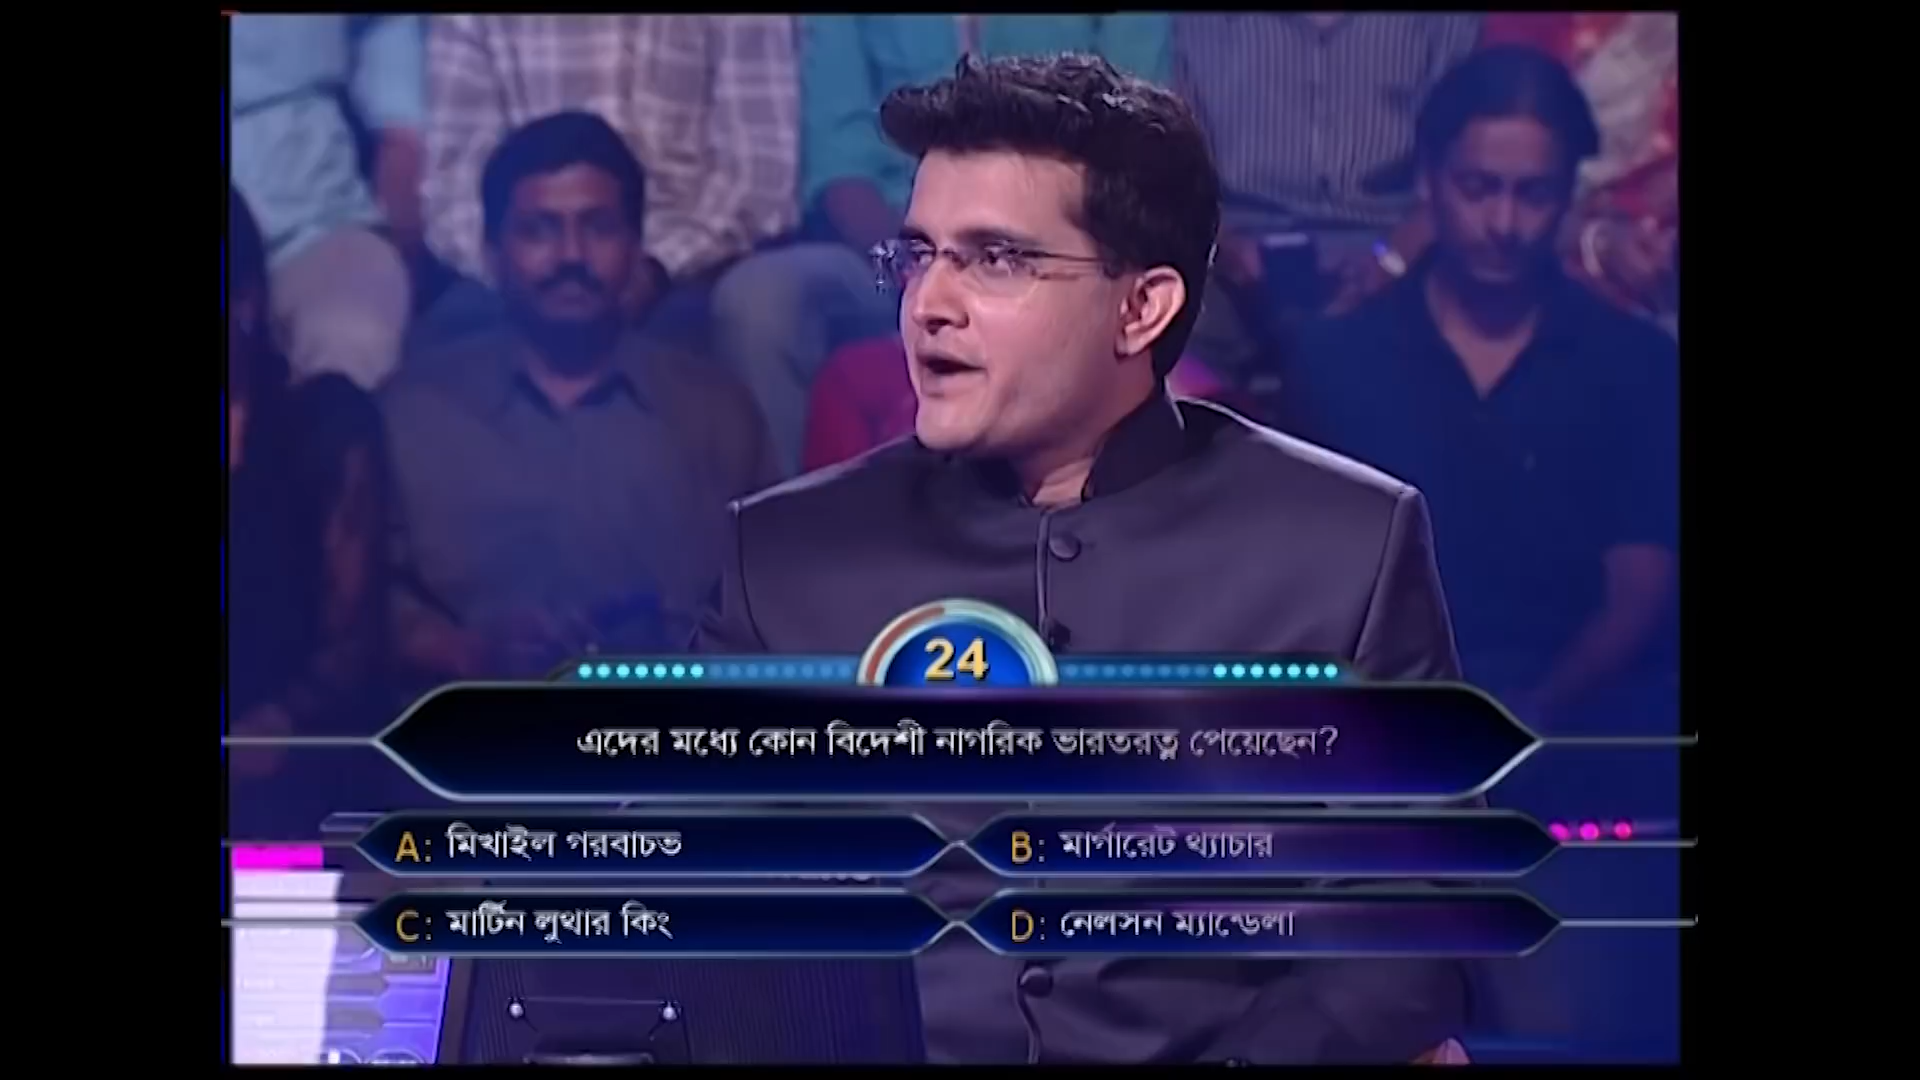 24
এদের মধ্যে কোন বিদেশী নাগরিক ভারতরত্ন পেয়েছেন?
A: মিখাইল গরবাচভ
B: মার্গারেট থ্যাচার
C: মার্টিন লুথার কিং
D: নেলসন ম্যান্ডেলা